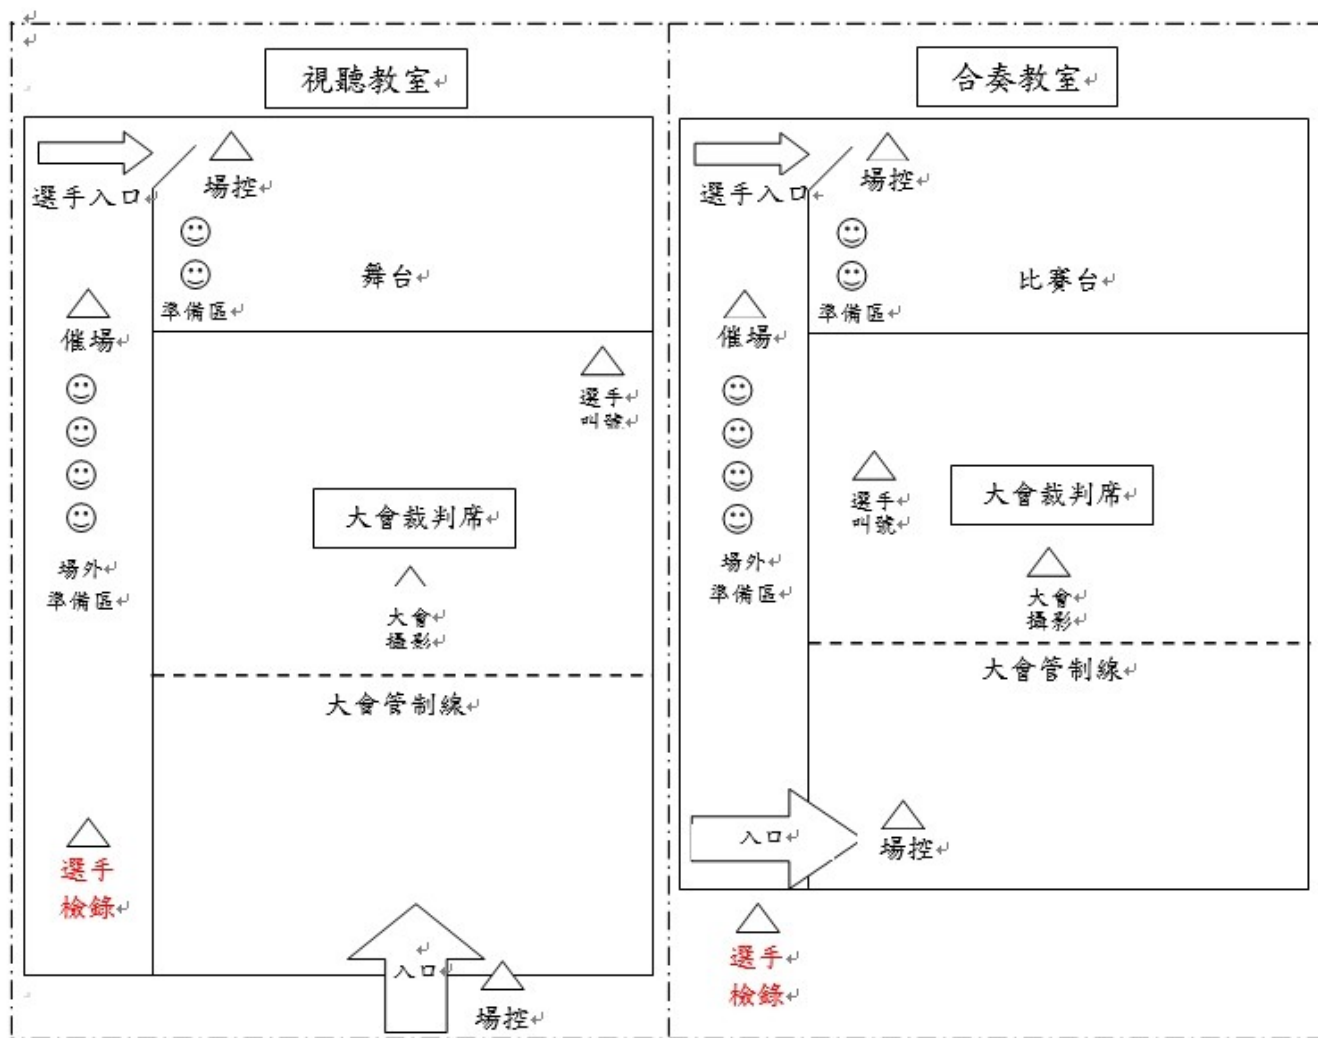 視聽教室
選手入口
場控
準備區
舞台
催場
選手
叫號
場外
準備區
大會裁判席
大會
攝影
大會管制線
選手
檢錄
入口
場控
合奏教室
選手入口
場控
準備區
比賽台
催場
選手
叫號
場外
準備區
大會裁判席
大會
攝影
大會管制線
入口
場控
選手
檢錄